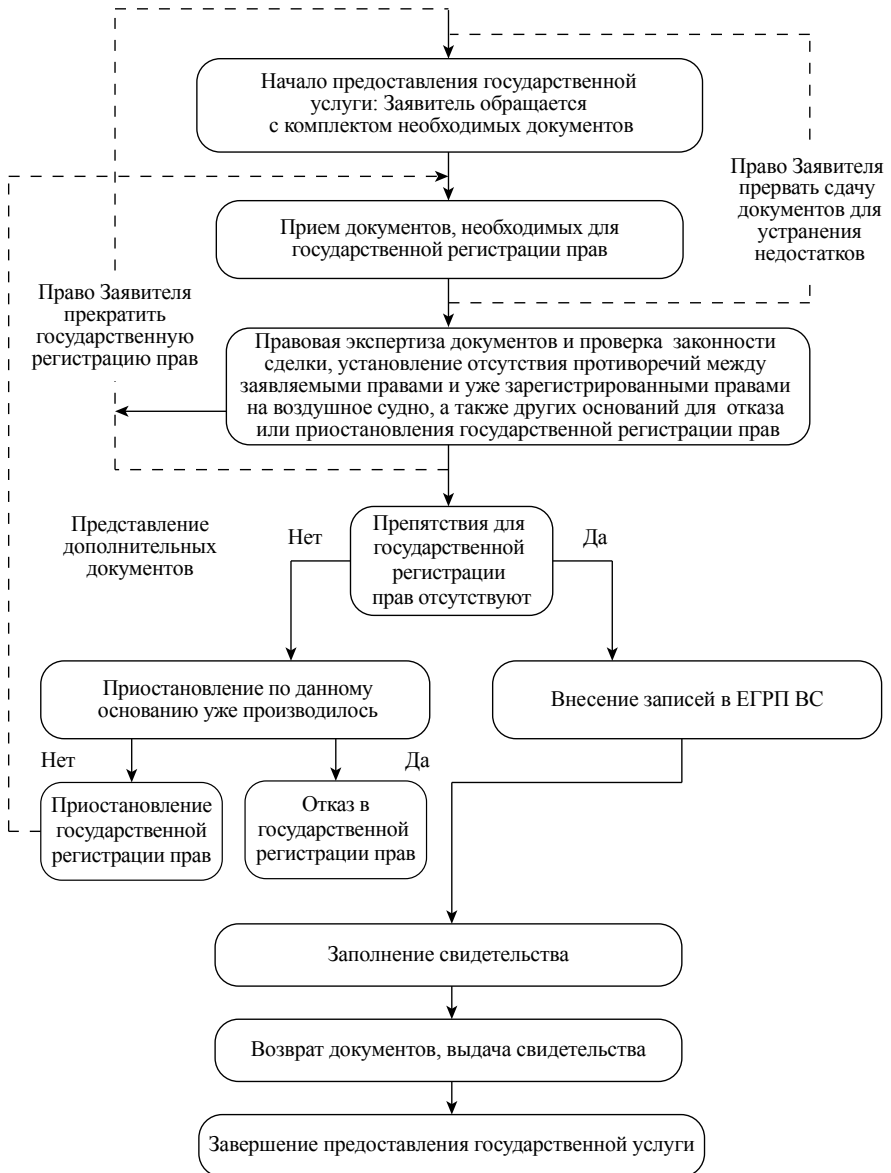 Начало предоставления государственной
услуги: Заявитель обращается
с комплектом необходимых документов
Право Заявителя
прервать сдачу
документов для
устранения
недостатков
Прием документов, необходимых для
государственной регистрации прав
Право Заявителя
прекратить
государственную
регистрацию прав
Правовая экспертиза документов и проверка законности
сделки, установление отсутствия противоречий между
заявляемыми правами и уже зарегистрированными правами
на воздушное судно, а также других оснований для отказа
или приостановления государственной регистрации прав
Представление
дополнительных
документов
Нет
Препятствия для
государственной
регистрации
прав отсутствуют
Да
Приостановление по данному
основанию уже производилось
Внесение записей в ЕГРП ВС
Нет
Да
Приостановление
государственной
регистрации прав
Отказ в
государственной
регистрации прав
Заполнение свидетельства
Возврат документов, выдача свидетельства
Завершение предоставления государственной услуги